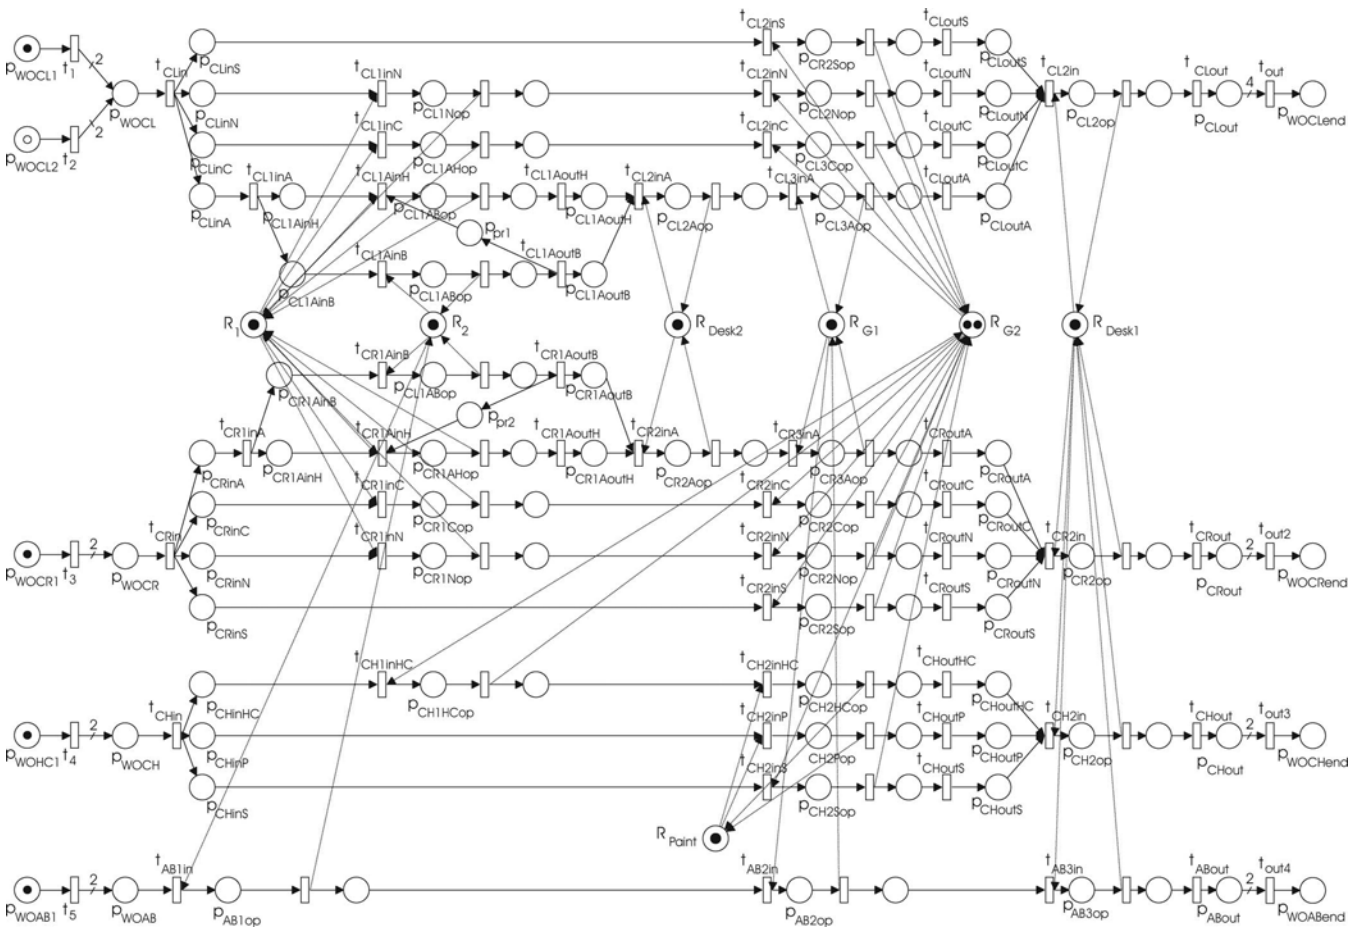 tCL2inS tCLoutS
pWOCL1 t1 2 tCLin pCLinS tCL1inN tCL2inN pCR2Sop tCLoutN pCLoutS tCL2in tCLout tout
pWOCL pCLinN tCL1inC pCL1Nop tCL2inC pCL2Nop tCLoutC pCLoutN pCL2op pCLout 4 pWOCLend
pWOCL2 t2 2 pCLinC tCL1inA tCL1AinH pCL1AHop tCL1AoutH tCL2inA tCL3inA pCL3Cop tCLoutA pCLoutC
pCLinA pCL1AinH pCL1ABop pCL1AoutH pCL2Aop pCL3Aop pCLoutA
Ppr1
tCL1AinB tCL1AoutB
pCL1AinB pCL1ABop pCL1AoutB
R1 R2 RDesk2 RG1 RG2 RDesk1
tCR1AinB tCR1AoutB
pCR1AinB pCL1ABop pCR1AoutB
Ppr2
tCR1inA tCR1AinH tCR1AoutH tCR2inA tCR3inA tCRoutA
pCRinA pCR1AinH tCR1inC pCR1AHop pCR1AoutH pCR2Aop tCR2inC pCR3Aop tCRoutC pCRoutA
tCRin pCRinC tCR1inN pCR1Cop tCR2inN pCR2Cop tCRoutN pCRoutC tCR2in tCRout tout2
pWOCR1 t3 2 pWOCR pCRinN pCR1Nop tCR2inS pCR2Nop tCRoutS pCRoutN pCR2op pCRout 2 pWOCRend
pCRinS pCR2Sop pCRoutS
tCH1inHC tCH2inHC tCHoutHC
tCHin pCHinHC pCH1HCop tCH2inP pCH2HCop tCHoutP pCHoutHC tCH2in tCHout tout3
pWOHC1 t4 2 pWOCH pCHinP tCH2inS pCH2Pop tCHoutS pCHoutP pCH2op pCHout 2 pWOCHend
pCHinS pCH2Sop pCHoutS
RPaint
tAB1in tAB2in tAB3in tABout tout4
pWOAB1 t5 2 pWOAB pAB1op pAB2op pAB3op pABout 2 pWOABend